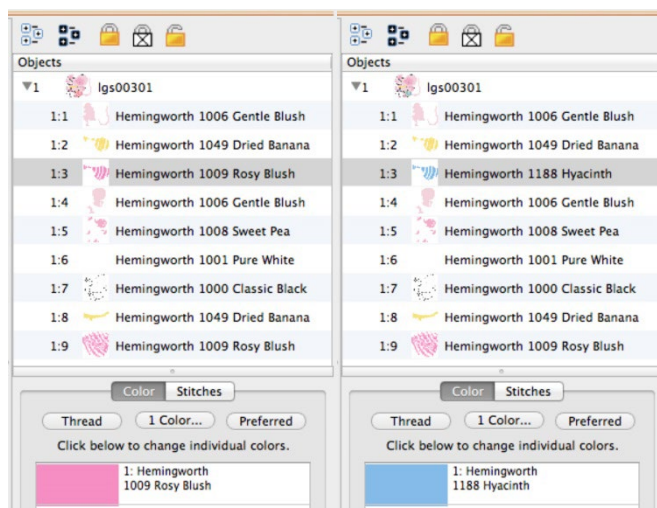 Objects
1 lgs00301
1:1 Hemingworth 1006 Gentle Blush
1:2 Hemingworth 1049 Dried Banana
1:3 Hemingworth 1009 Rosy Blush
1:4 Hemingworth 1006 Gentle Blush
1:5 Hemingworth 1008 Sweet Pea
1:6 Hemingworth 1001 Pure White
1:7 Hemingworth 1000 Classic Black
1:8 Hemingworth 1049 Dried Banana
1:9 Hemingworth 1009 Rosy Blush
Color Stitches
Thread 1 Color... Preferred
Click below to change individual colors.
1: Hemingworth
1009 Rosy Blush
Objects
1 lgs00301
1:1 Hemingworth 1006 Gentle Blush
1:2 Hemingworth 1049 Dried Banana
1:3 Hemingworth 1188 Hyacinth
1:4 Hemingworth 1006 Gentle Blush
1:5 Hemingworth 1008 Sweet Pea
1:6 Hemingworth 1001 Pure White
1:7 Hemingworth 1000 Classic Black
1:8 Hemingworth 1049 Dried Banana
1:9 Hemingworth 1009 Rosy Blush
Color Stitches
Thread 1 Color... Preferred
Click below to change individual colors.
1: Hemingworth
1188 Hyacinth